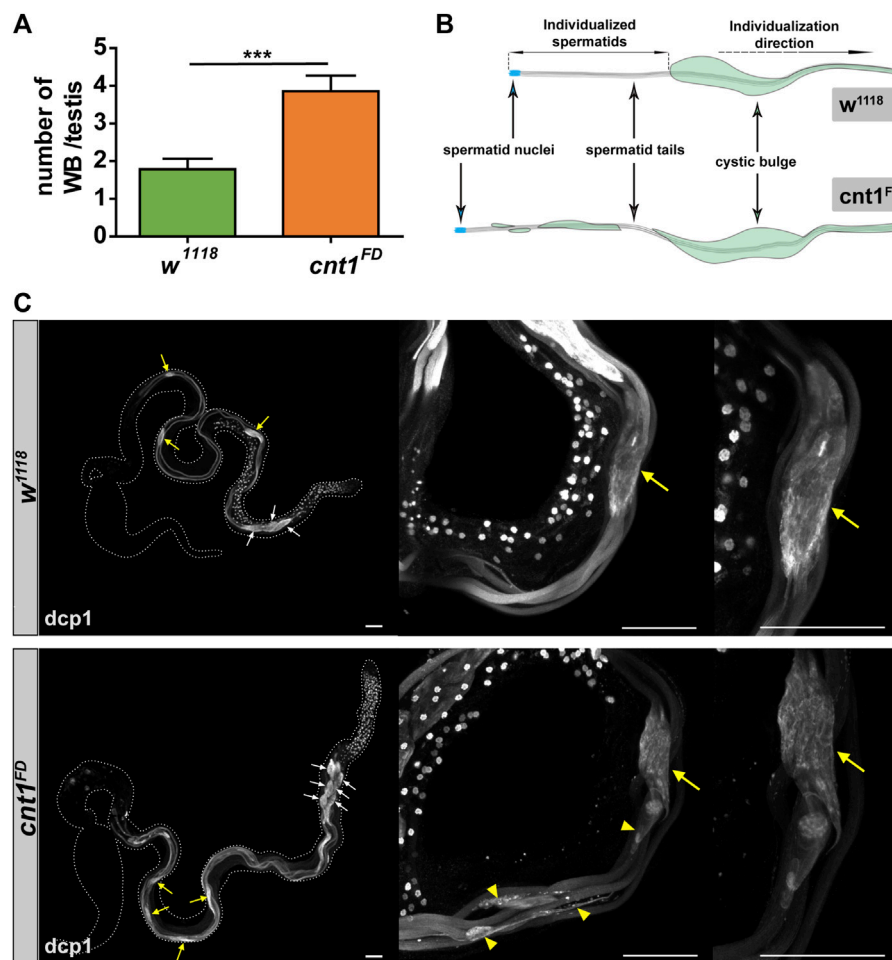 A
number of
WB /testis
5
4
3
2
1
0
***
w1118
cnt1FD
B
Individualized
spermatids
Individualization
direction
w1118
spermatid nuclei
spermatid tails
cystic bulge
cnt1F
C
w1118
dcp1
cnt1FD
dcp1